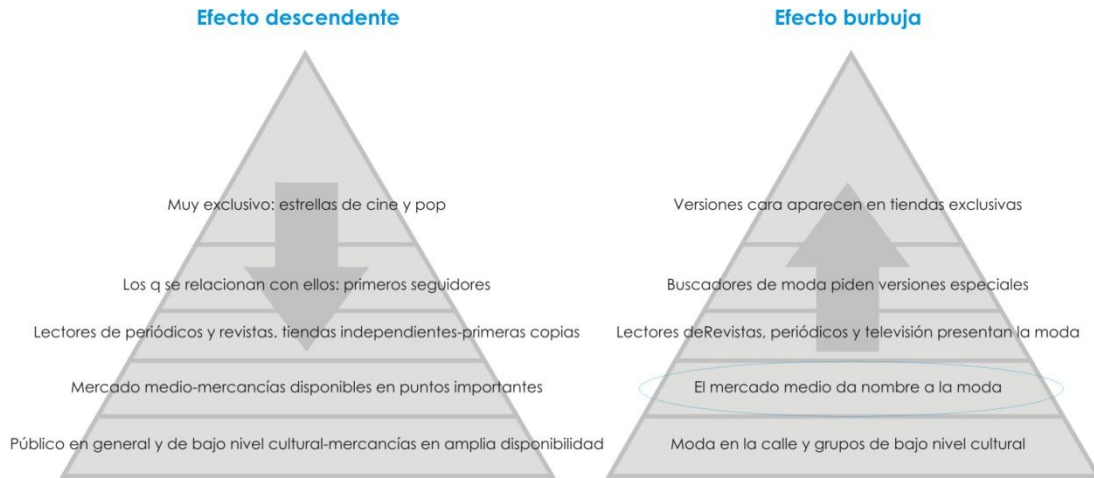 Efecto descendente
Muy exclusivo: estrellas de cine y pop
Los q se relacionan con ellos: primeros seguidores
Lectores de periódicos y revistas. tiendas independientes-primeras copias
Mercado medio-mercancías disponibles en puntos importantes
Público en general y de bajo nivel cultural-mercancías en amplia disponibilidad
Efecto burbuja
Versiones cara aparecen en tiendas exclusivas
Buscadores de moda piden versiones especiales
Lectores deRevistas, periódicos y televisión presentan la moda
El mercado medio da nombre a la moda
Moda en la calle y grupos de bajo nivel cultural